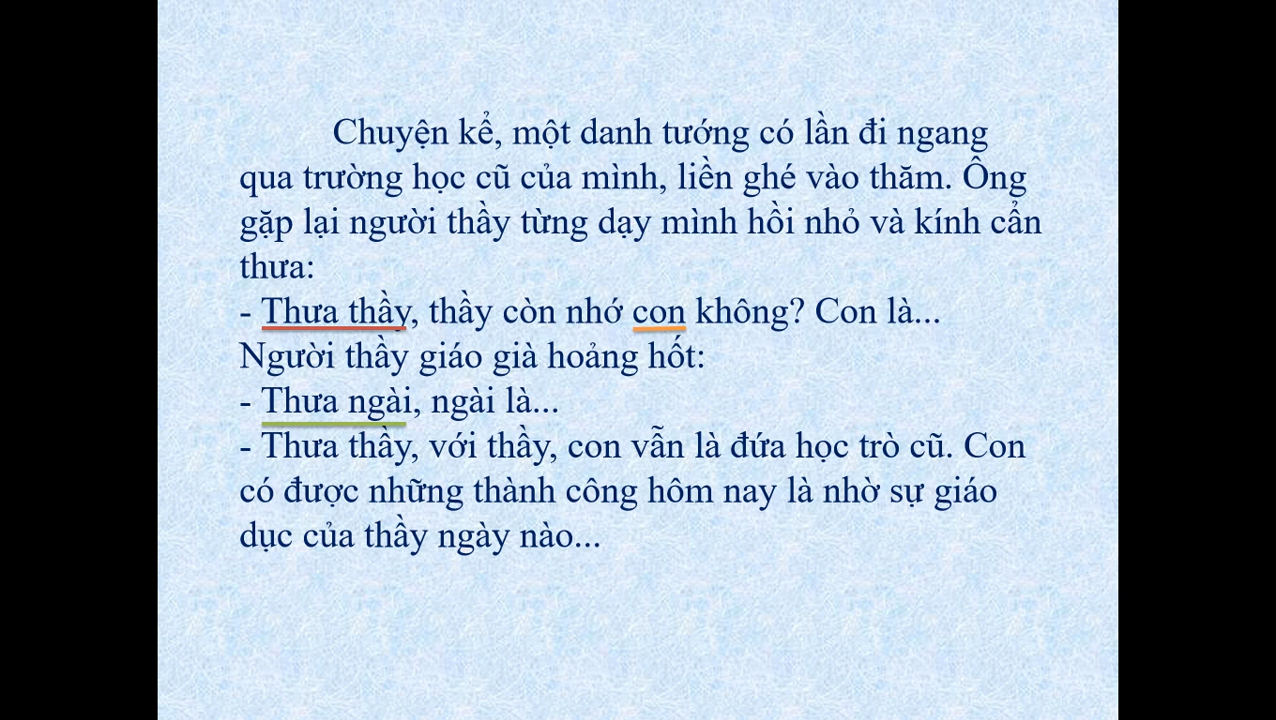 Chuyện kể, một danh tướng có lần đi ngang
qua trường học cũ của mình, liền ghé vào thăm. Ông
gặp lại người thầy từng dạy mình hồi nhỏ và kính cẩn
thưa:
- Thưa thầy, thầy còn nhớ con không? Con là...
Người thầy giáo già hoảng hốt:
- Thưa ngài, ngài là...
- Thưa thầy, với thầy, con vẫn là đứa học trò cũ. Con
có được những thành công hôm nay là nhờ sự giáo
dục của thầy ngày nào...